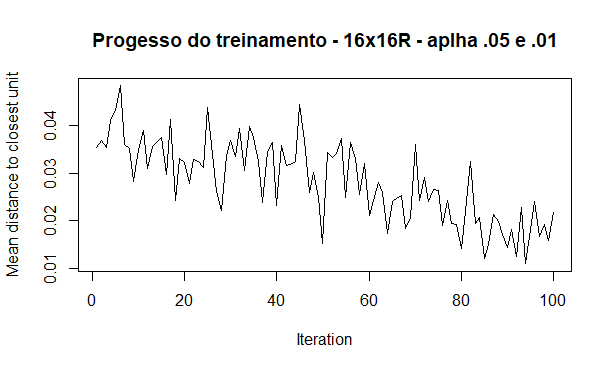 Progesso do treinamento - 16x16R - aplha .05 e .01
Mean distance to closest unit
0.04
0.03
0.02
0.01
0 20 40 60 80 100
Iteration